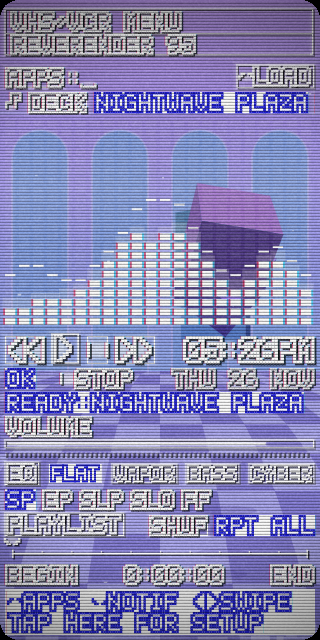 VHS/VCR MENU
REWERENDER '95
APPS::_ LOAD
DECK NIGHTWAVE PLAZA
05:26PM
OK STOP THU 26 NOV
READY:NIGHTWAVE PLAZA
VOLUME
EQ FLAT VAPOR BASS CYBER
SP EP SLP SLO FF
PLAYLIST SHUF RPT ALL
BEGIN 0:00:00 END
APPS NOTIF SWIPE
TAP HERE FOR SETUP